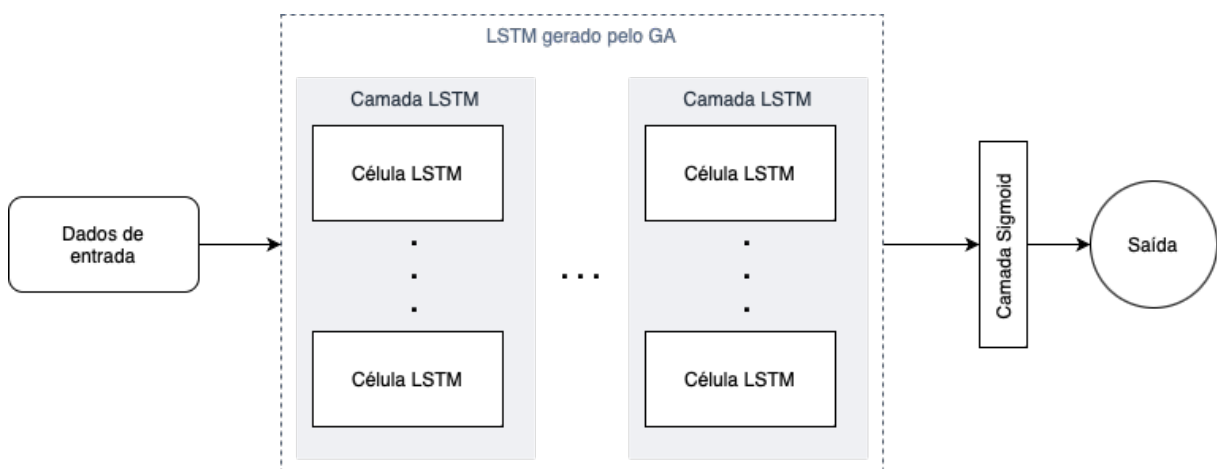 LSTM gerado pelo GA
Camada LSTM
Célula LSTM
Célula LSTM
Camada LSTM
Célula LSTM
Célula LSTM
Dados de
entrada
Camada Sigmoid
Saída